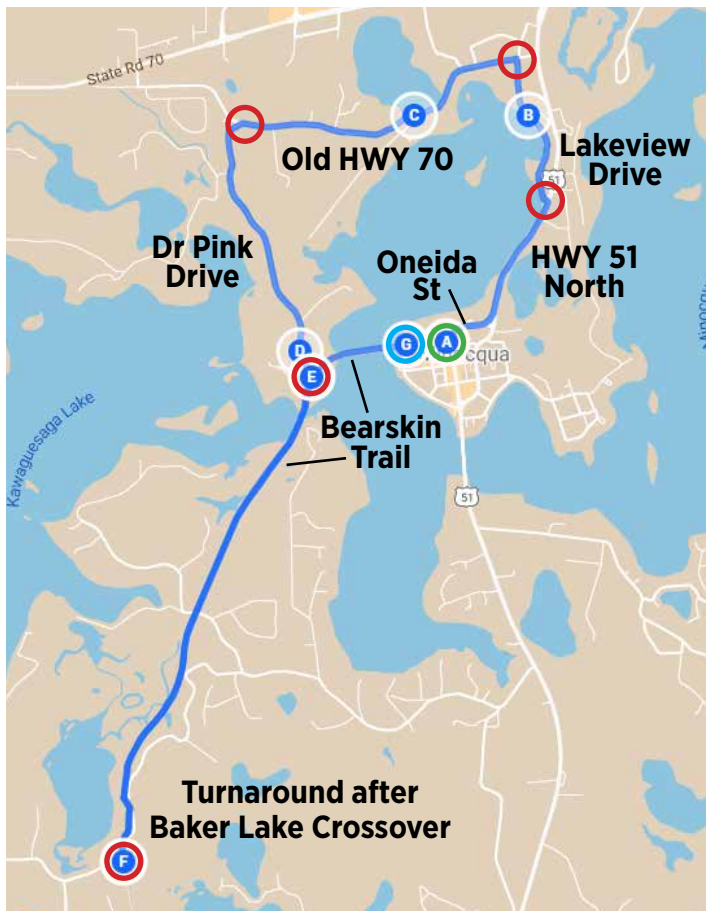 State Rd 70
C
B
Old HWY 70
Lakeview
Drive
51
Dr Pink
Drive
Oneida
St
HWY 51
North
D
G
A
E
Bearskin
Trail
Kawaguesaga Lake
51
Turnaround after
Baker Lake Crossover
F